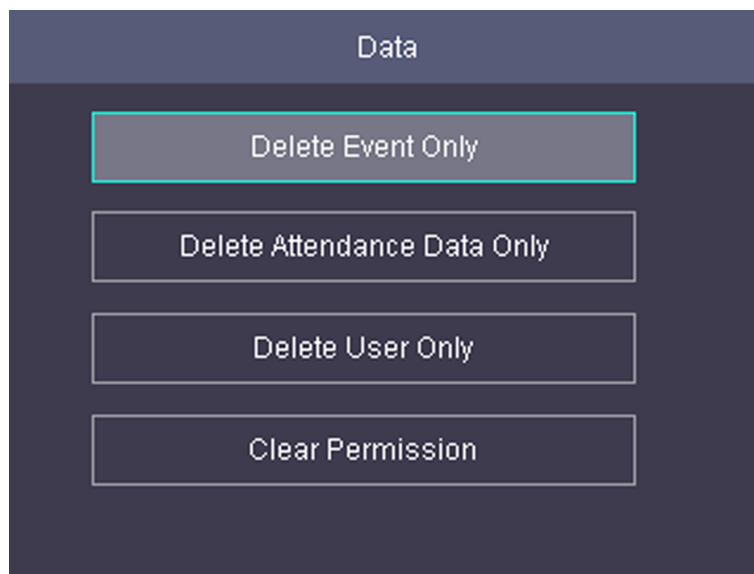 Data
Delete Event Only
Delete Attendance Data Only
Delete User Only
Clear Permission